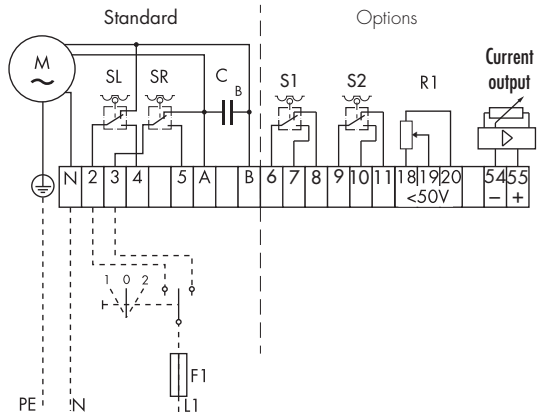 Standard
Options
M
~
SL
SR
C
B
S1
S2
R1
Current
output
N 2 3 4 5 A B 6 7 8 9 10 11 18 19 20 54 55
<50V
– +
1 0 2
F1
PE
N
L1